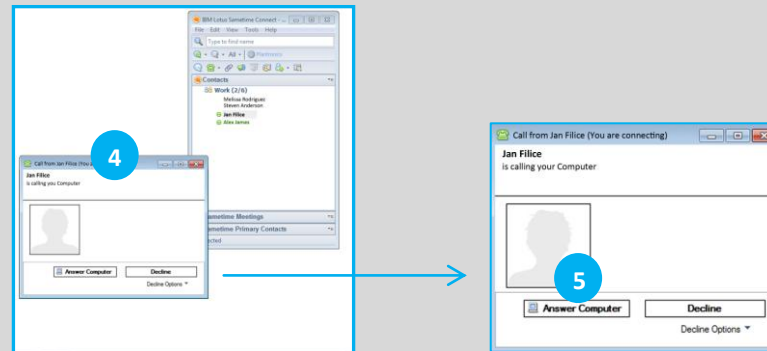 IBM Lotus Sametime Connect - ...
File Edit View Tools Help
Type to find name
All
Contacts
Work (2/6)
Melissa Rodriguez
Steven Anderson
Jan Filice
Alex James
4
Call from Jan Filice (You a
Jan Filice
is calling you Computer
ametime Meetings
ametime Primary Contacts
cted
Answer Computer Decline
Decline Options
Call from Jan Filice (You are connecting)
Jan Filice
is calling your Computer
5
Answer Computer Decline
Decline Options